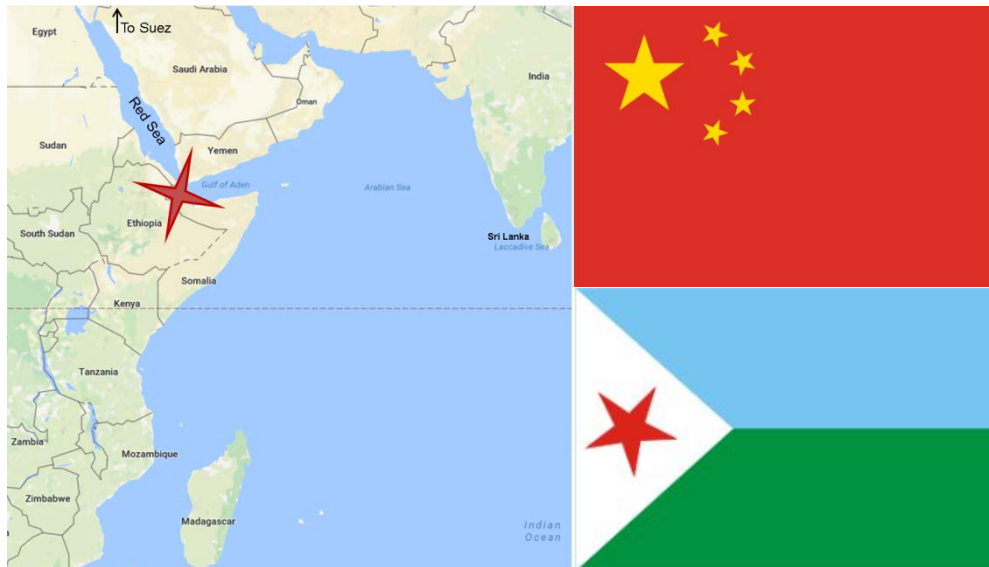 To Suez
Egypt
Saudi Arabia
India
Oman
Red Sea
Sudan
Yemen
Gulf of Aden
Arabian Sea
Ethiopia
South Sudan
Sri Lanka
Laccadive Sea
Somalia
Kenya
Tanzania
Zambia
Mozambique
Zimbabwe
Madagascar
Indian
Ocean